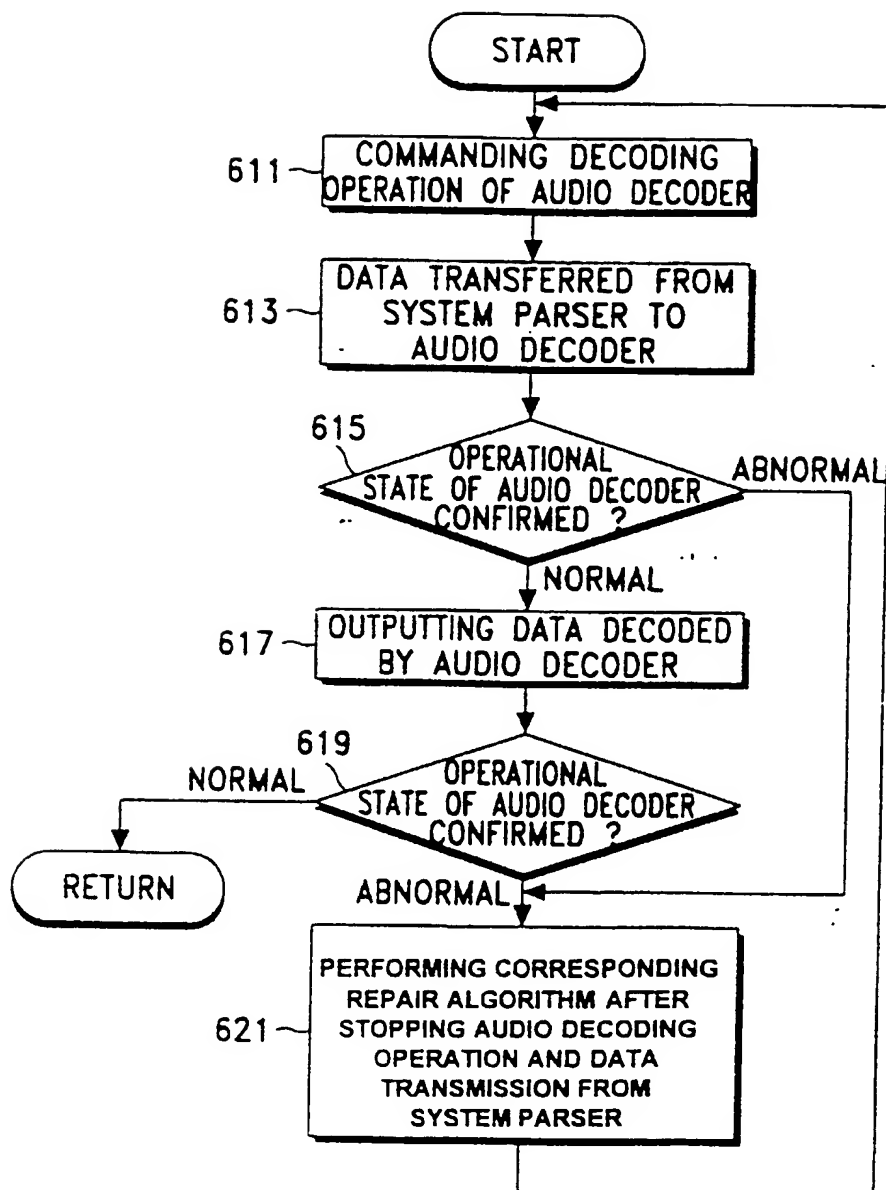 START
611
COMMANDING DECODING
OPERATION OF AUDIO DECODER
613
DATA TRANSFERRED FROM
SYSTEM PARSER TO
AUDIO DECODER
615
OPERATIONAL
STATE OF AUDIO DECODER
CONFIRMED ?
ABNORMAL
NORMAL
617
OUTPUTTING DATA DECODED
BY AUDIO DECODER
619
OPERATIONAL
STATE OF AUDIO DECODER
CONFIRMED ?
NORMAL
RETURN
ABNORMAL
621
PERFORMING CORRESPONDING
REPAIR ALGORITHM AFTER
STOPPING AUDIO DECODING
OPERATION AND DATA
TRANSMISSION FROM
SYSTEM PARSER